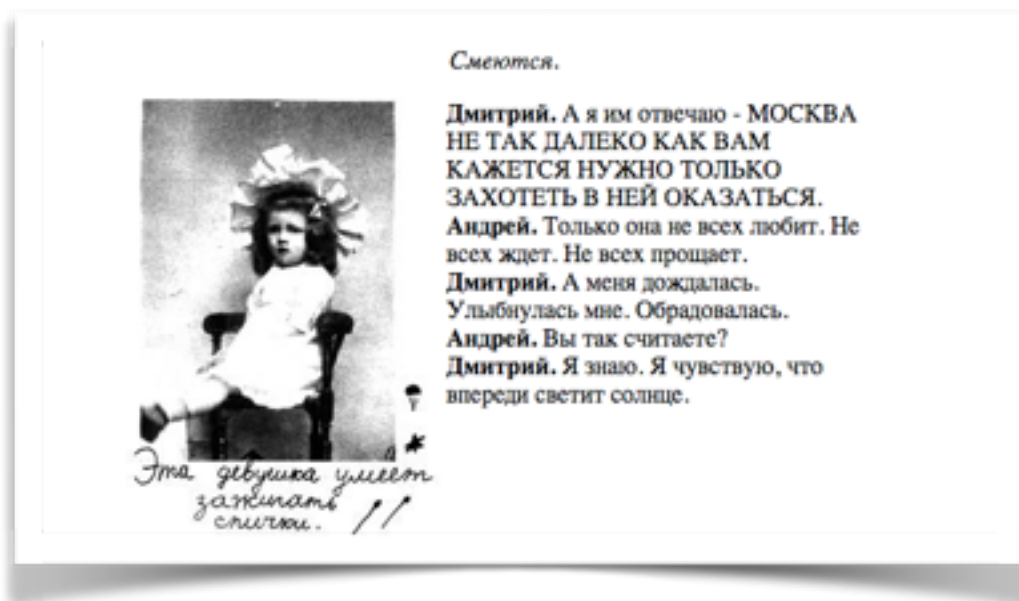 Смеются.
Дмитрий. А я им отвечаю - МОСКВА
НЕ ТАК ДАЛЕКО КАК ВАМ
КАЖЕТСЯ НУЖНО ТОЛЬКО
ЗАХОТЕТЬ В НЕЙ ОКАЗАТЬСЯ.
Андрей. Только она не всех любит. Не
всех ждет. Не всех прощает.
Дмитрий. А меня дождалась.
Улыбнулась мне. Обрадовалась.
Андрей. Вы так считаете?
Дмитрий. Я знаю. Я чувствую, что
впереди светит солнце.
Эта девушка умеет
зажигать
спички.